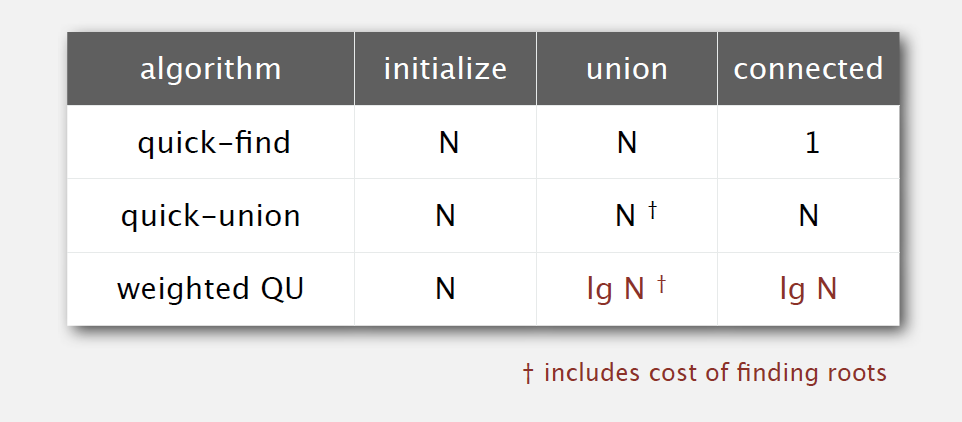 algorithm initialize union connected
quick-find N N 1
quick-union N N † N
weighted QU N lg N † lg N
† includes cost of finding roots